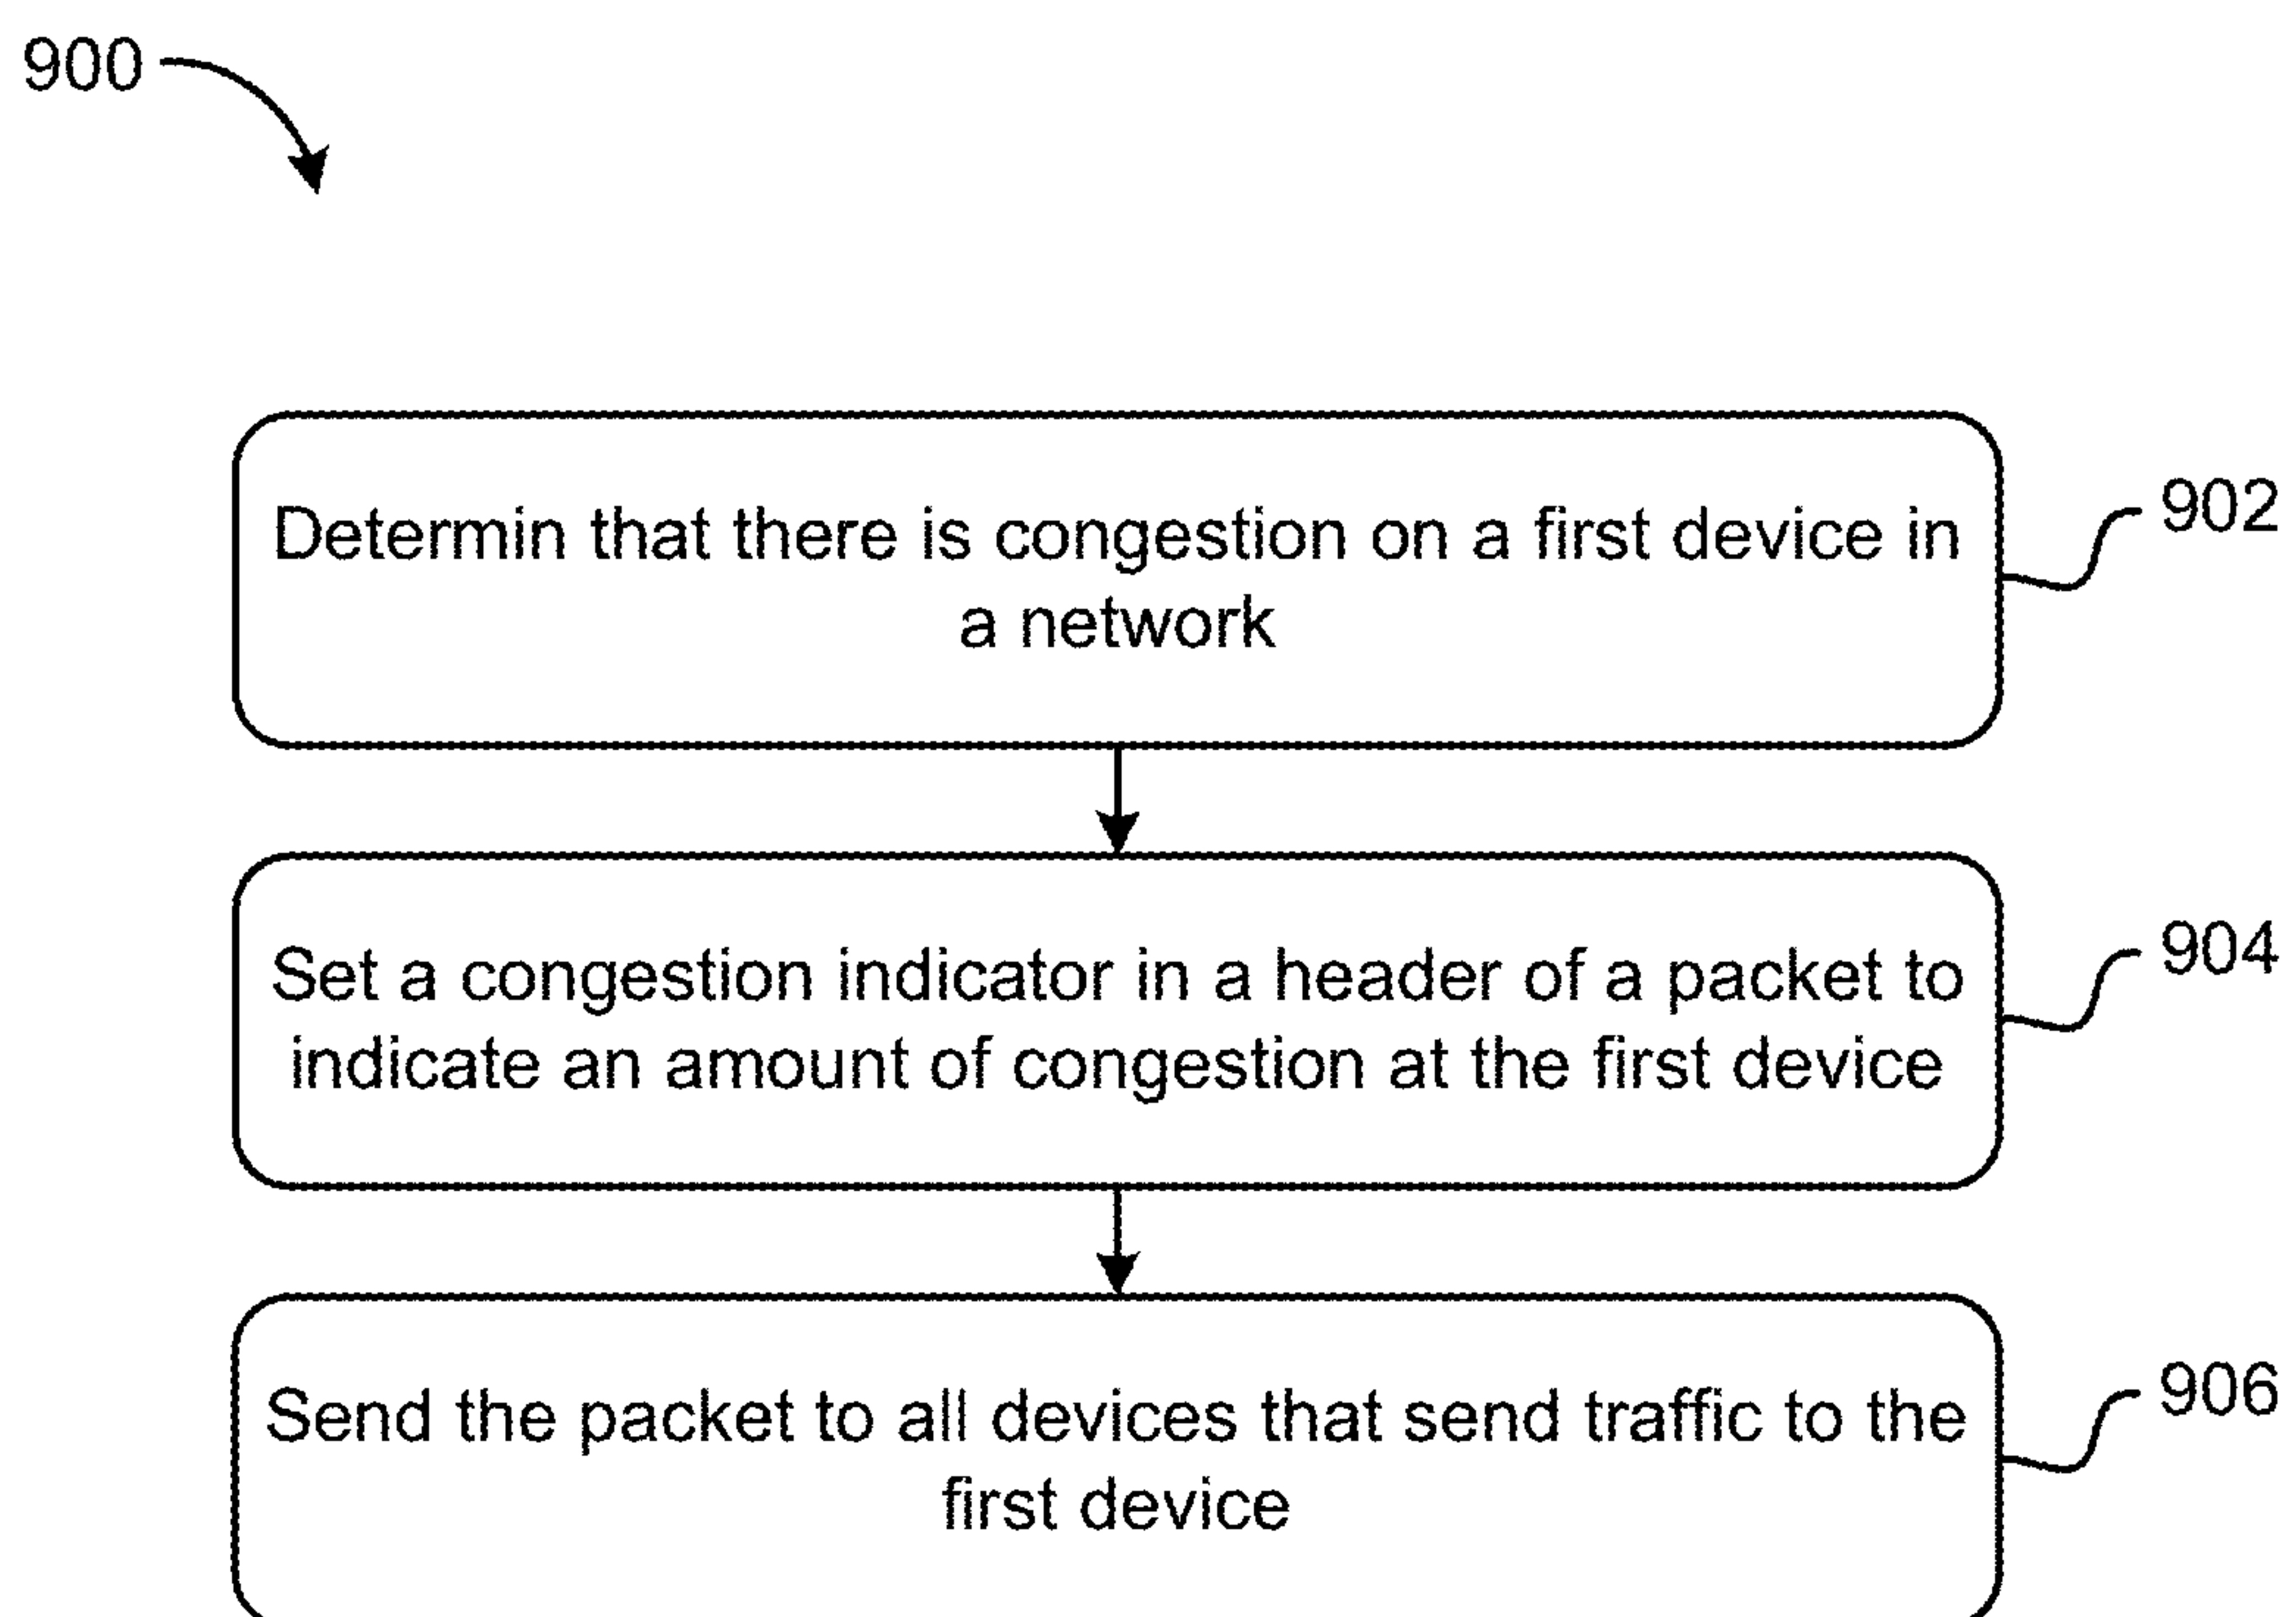 900
Determin that there is congestion on a first device in
a network
902
Set a congestion indicator in a header of a packet to
indicate an amount of congestion at the first device
904
Send the packet to all devices that send traffic to the
first device
906